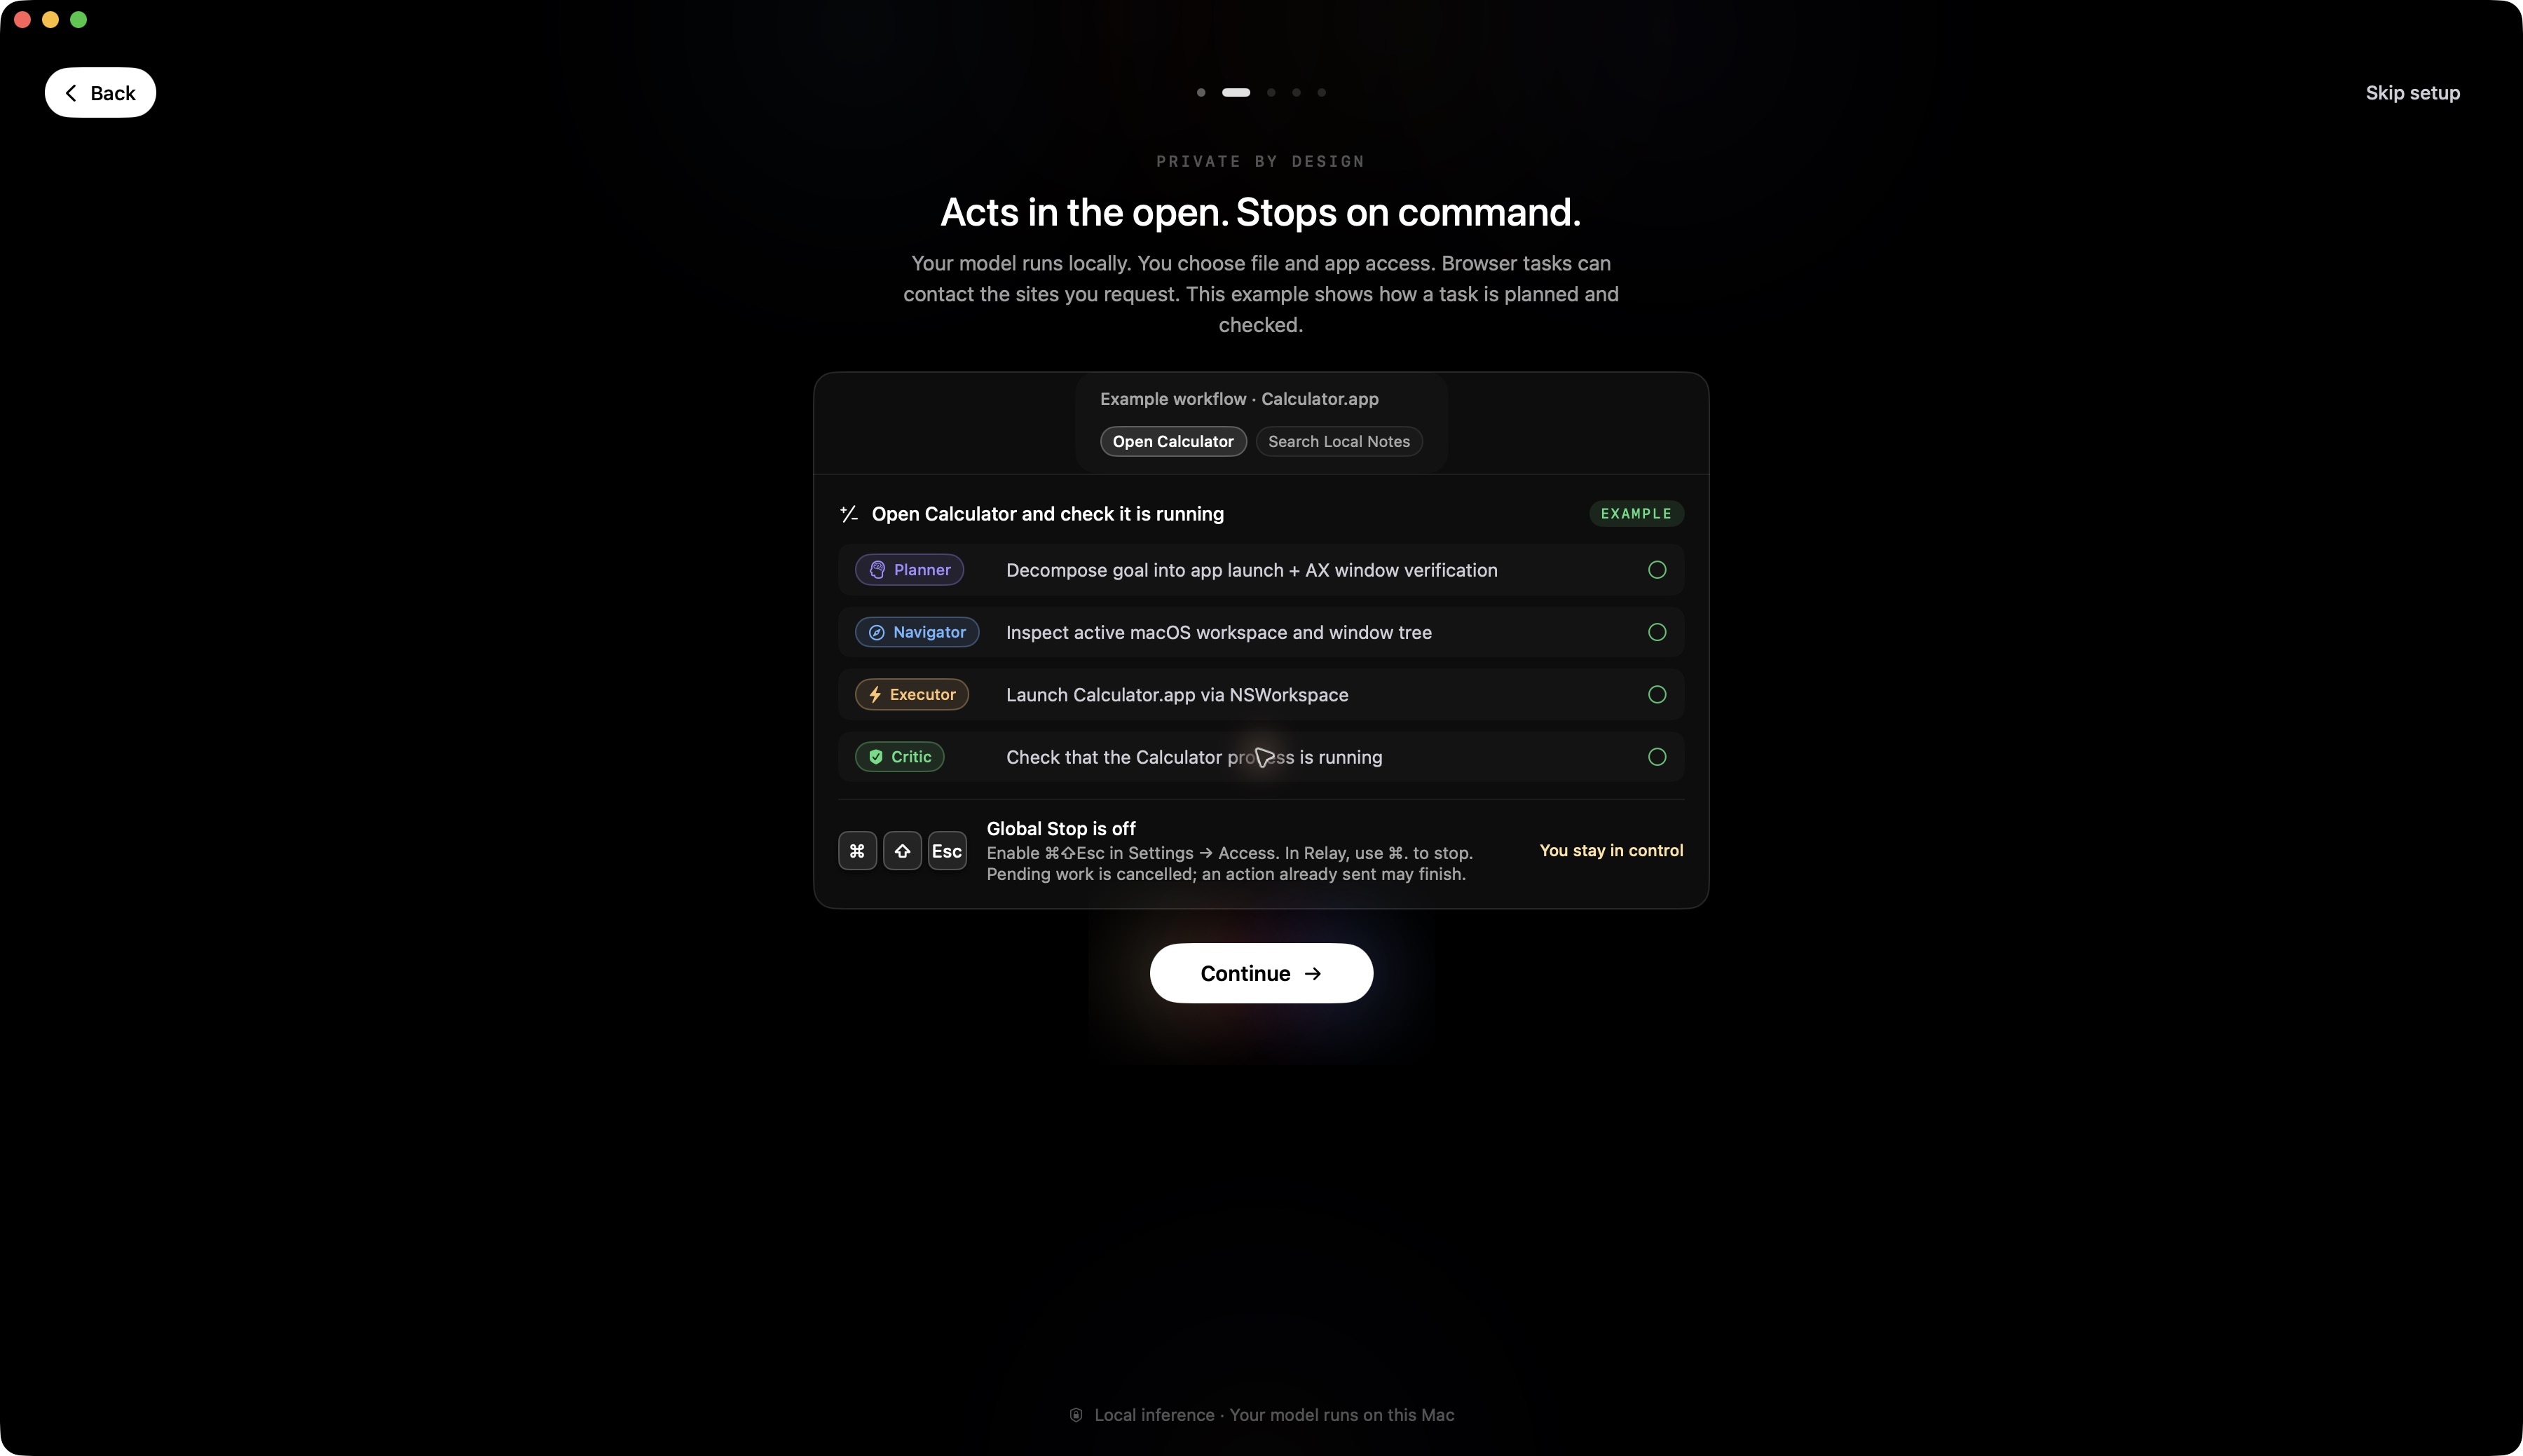 Back
Skip setup
PRIVATE BY DESIGN
Acts in the open. Stops on command.
Your model runs locally. You choose file and app access. Browser tasks can
contact the sites you request. This example shows how a task is planned and
checked.
Example workflow · Calculator.app
Open Calculator
Search Local Notes
Open Calculator and check it is running
EXAMPLE
Planner
Decompose goal into app launch + AX window verification
Navigator
Inspect active macOS workspace and window tree
Executor
Launch Calculator.app via NSWorkspace
Critic
Check that the Calculator process is running
⌘ ⇧ Esc
Global Stop is off
Enable ⌘⇧Esc in Settings → Access. In Relay, use ⌘. to stop.
Pending work is cancelled; an action already sent may finish.
You stay in control
Continue →
Local inference · Your model runs on this Mac